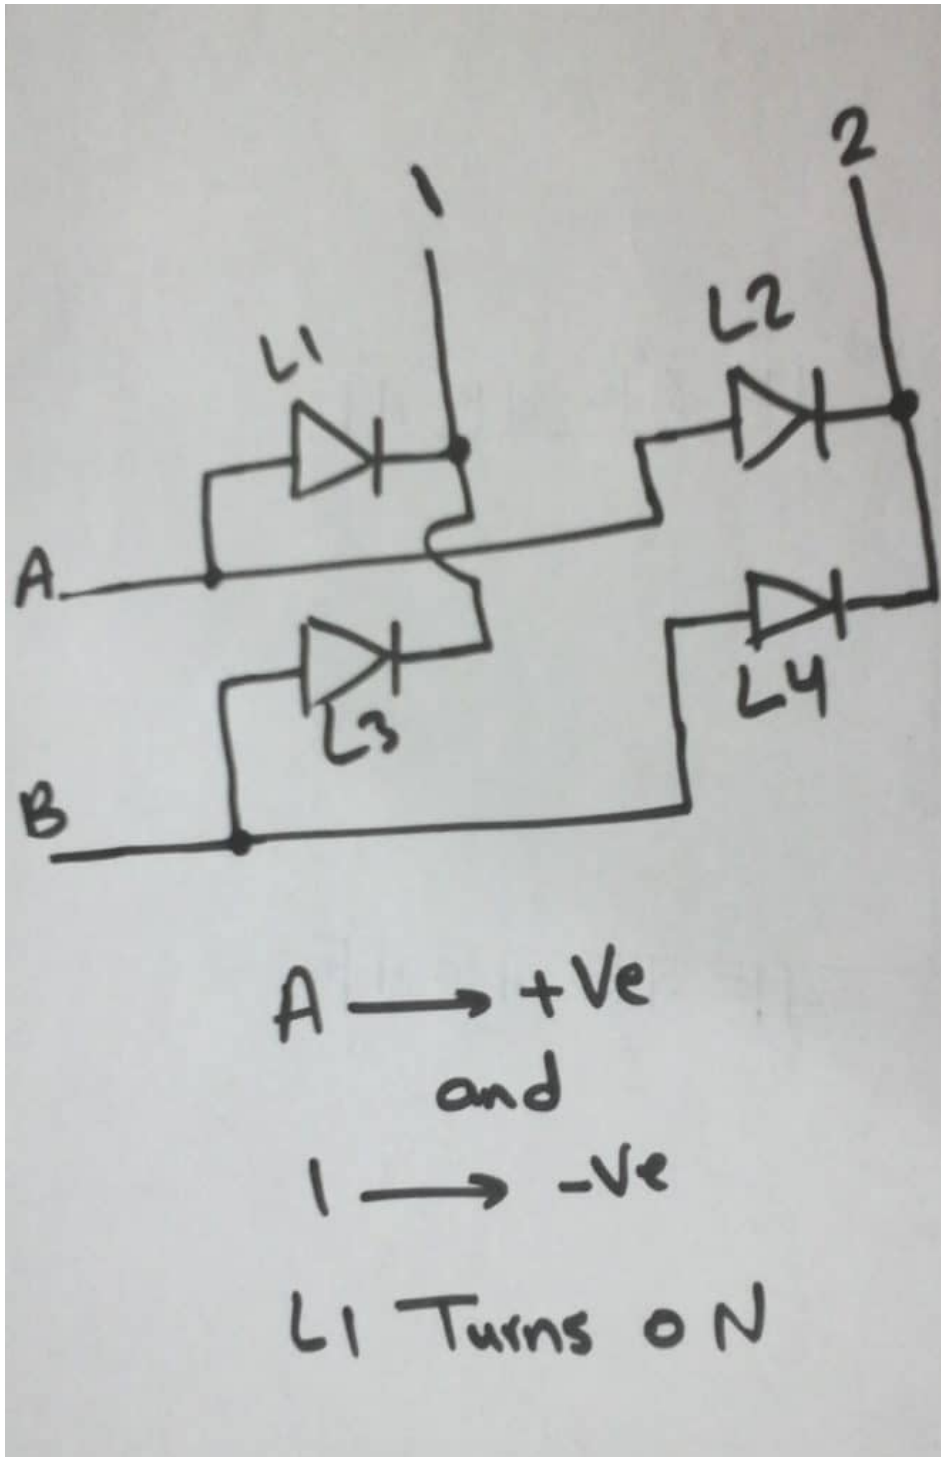 1
2
L1
L2
A
L3
L4
B
A → +Ve
and
1 → -Ve
L1 Turns ON